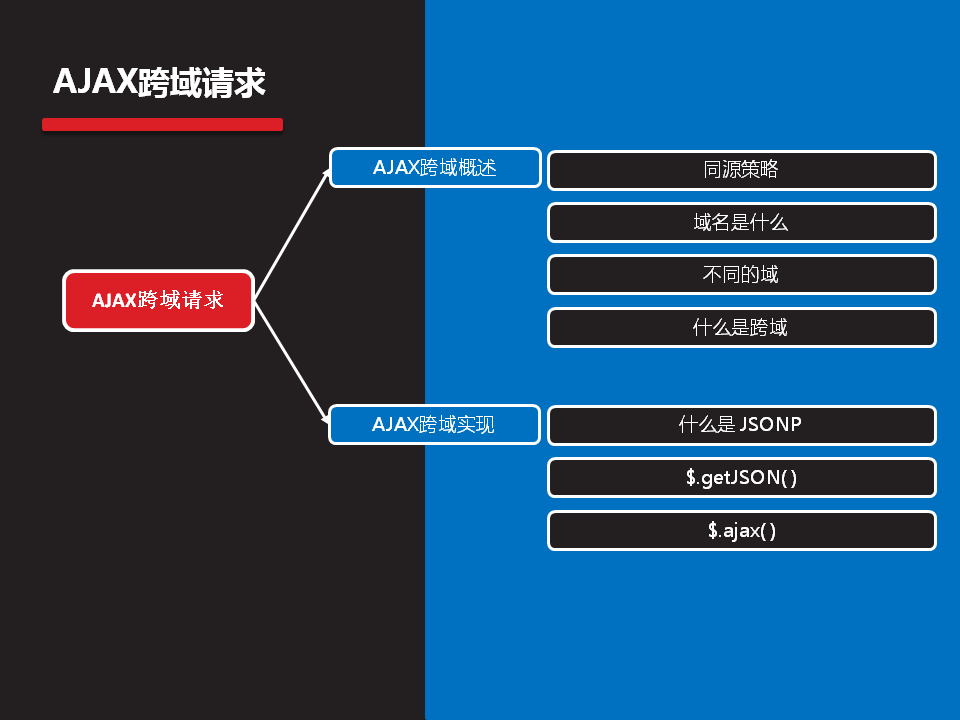 AJAX跨域请求
AJAX跨域请求
AJAX跨域概述
同源策略
域名是什么
不同的域
什么是跨域
AJAX跨域实现
什么是 JSONP
$.getJSON( )
$.ajax( )